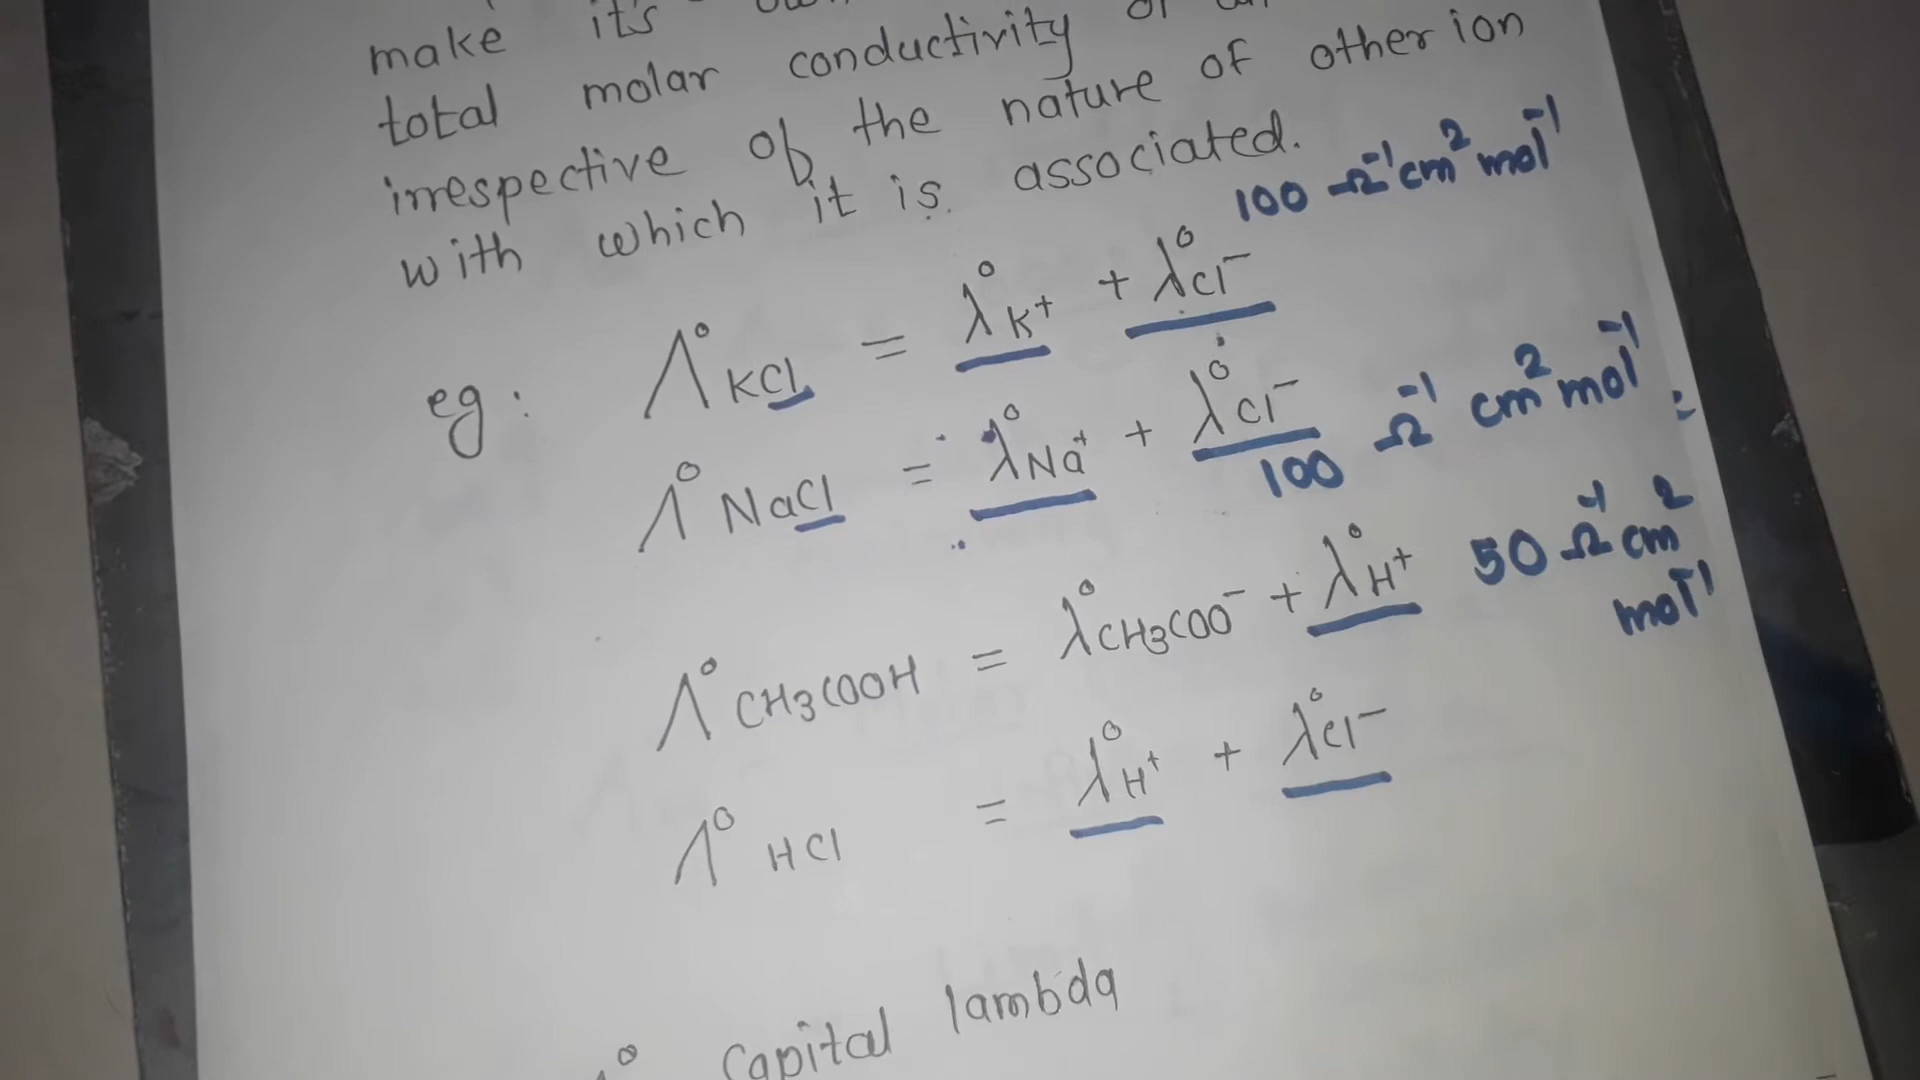 make it's
total molar conductivity
irrespective of the nature of other ion
with which it is associated.
100 Ω⁻¹ cm² mol⁻¹
eg: Λ°KCl = λ°K⁺ + λ°Cl⁻
Λ°NaCl = λ°Na⁺ + λ°Cl⁻
100 Ω⁻¹ cm² mol⁻¹
Λ°CH3COOH = λ°CH3COO⁻ + λ°H⁺ 50 Ω⁻¹ cm²
mol⁻¹
Λ°HCl = λ°H⁺ + λ°Cl⁻
Capital lambda